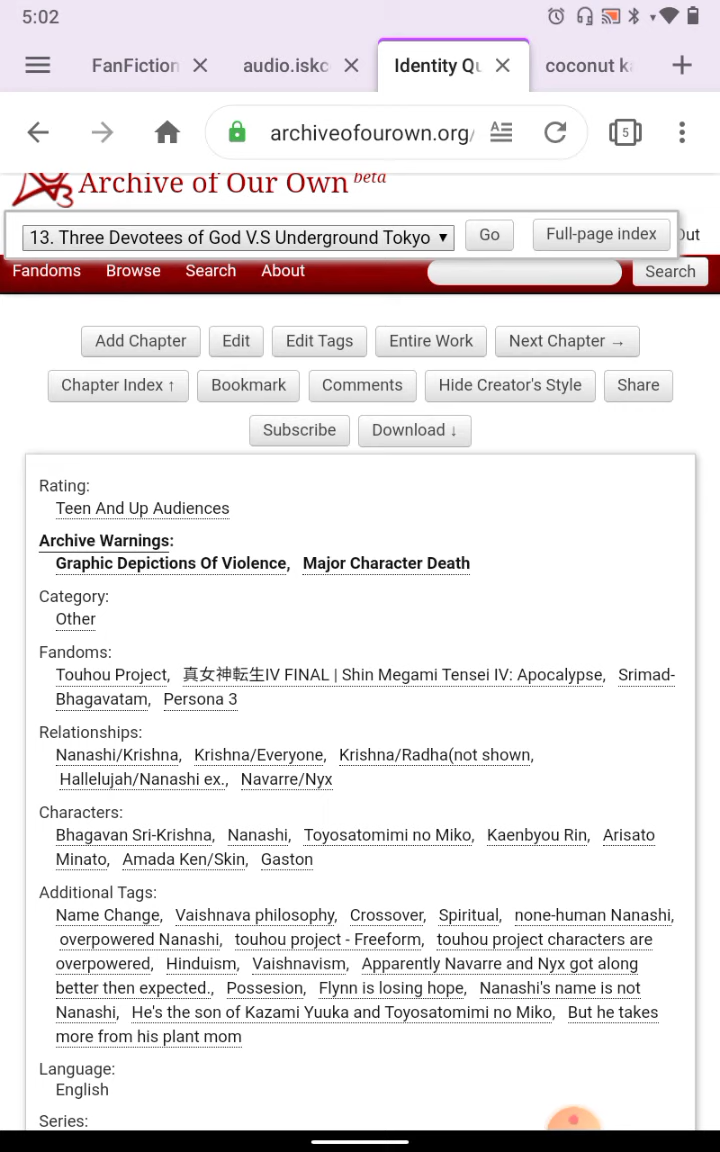 5:02
FanFiction
audio.iskc
Identity Qu
coconut ka
archiveofourown.org/
5
Archive of Our Own beta
13. Three Devotees of God V.S Underground Tokyo
Go
Full-page index
Out
Fandoms Browse Search About
Search
Add Chapter Edit Edit Tags Entire Work Next Chapter →
Chapter Index ↑ Bookmark Comments Hide Creator's Style Share
Subscribe Download ↓
Rating:
Teen And Up Audiences
Archive Warnings:
Graphic Depictions Of Violence, Major Character Death
Category:
Other
Fandoms:
Touhou Project, 真女神転生IV FINAL | Shin Megami Tensei IV: Apocalypse, Srimad-
Bhagavatam, Persona 3
Relationships:
Nanashi/Krishna, Krishna/Everyone, Krishna/Radha(not shown,
Hallelujah/Nanashi ex., Navarre/Nyx
Characters:
Bhagavan Sri-Krishna, Nanashi, Toyosatomimi no Miko, Kaenbyou Rin, Arisato
Minato, Amada Ken/Skin, Gaston
Additional Tags:
Name Change, Vaishnava philosophy, Crossover, Spiritual, none-human Nanashi,
overpowered Nanashi, touhou project - Freeform, touhou project characters are
overpowered, Hinduism, Vaishnavism, Apparently Navarre and Nyx got along
better then expected., Possesion, Flynn is losing hope, Nanashi's name is not
Nanashi, He's the son of Kazami Yuuka and Toyosatomimi no Miko, But he takes
more from his plant mom
Language:
English
Series: